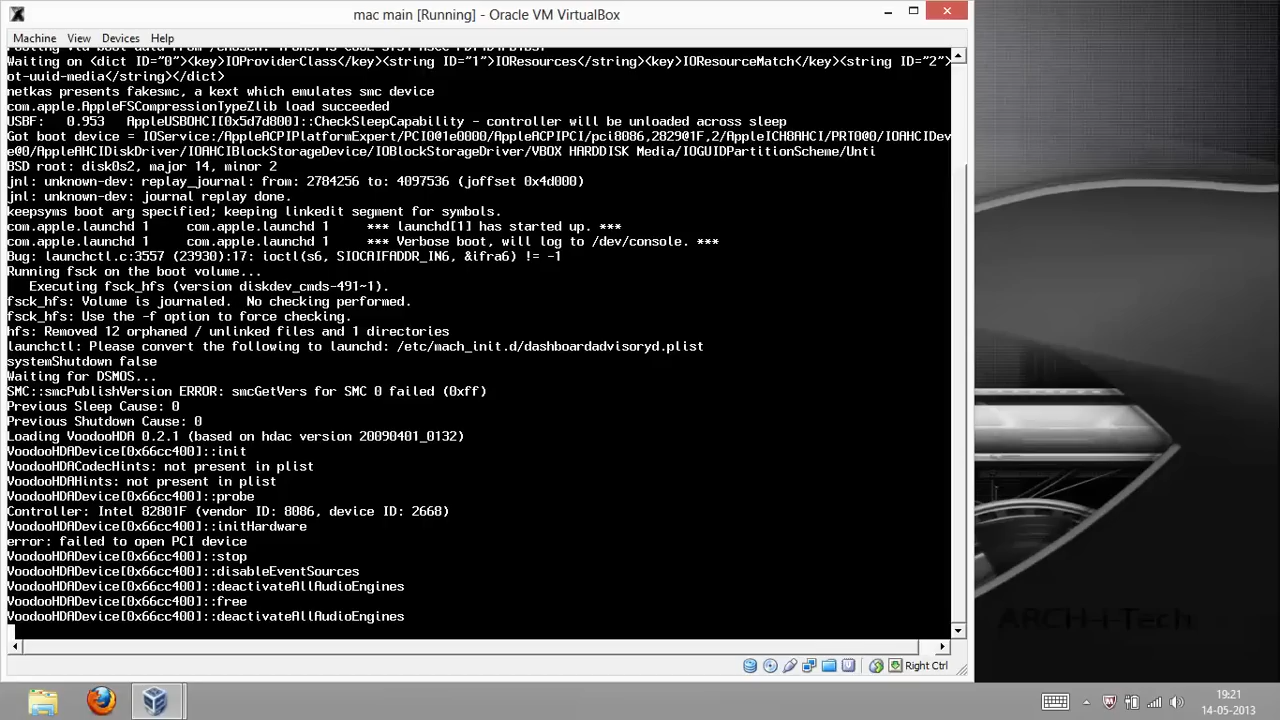 mac main [Running] - Oracle VM VirtualBox
Machine View Devices Help
Waiting on <dict ID="0"><key>IOProviderClass</key><string ID="1">IOResources</string><key>IOResourceMatch</key><string ID="2">
ot-uuid-media</string></dict>
netkas presents fakesmc, a kext which emulates smc device
com.apple.AppleFSCompressionTypeZlib load succeeded
USBF: 0.953 AppleUSBOHCI[0x5d7d800]::CheckSleepCapability - controller will be unloaded across sleep
Got boot device = IOService:/AppleACPIPlatformExpert/PCI0@1e0000/AppleACPIPCI/pci8086,2829@1F,2/AppleICH8AHCI/PRT0@0/IOAHCIDev
e@0/AppleAHCIDiskDriver/IOAHCIBlockStorageDevice/IOBlockStorageDriver/VBOX HARDDISK Media/IOGUIDPartitionScheme/Unti
BSD root: disk0s2, major 14, minor 2
jnl: unknown-dev: replay_journal: from: 2784256 to: 4097536 (joffset 0x4d000)
jnl: unknown-dev: journal replay done.
keepsyms boot arg specified; keeping linkedit segment for symbols.
com.apple.launchd 1 com.apple.launchd 1 *** launchd[1] has started up. ***
com.apple.launchd 1 com.apple.launchd 1 *** Verbose boot, will log to /dev/console. ***
Bug: launchctl.c:3557 (23930):17: ioctl(s6, SIOCAIFADDR_IN6, &ifra6) != -1
Running fsck on the boot volume...
Executing fsck_hfs (version diskdev_cmds-491~1).
fsck_hfs: Volume is journaled. No checking performed.
fsck_hfs: Use the -f option to force checking.
hfs: Removed 12 orphaned / unlinked files and 1 directories
launchctl: Please convert the following to launchd: /etc/mach_init.d/dashboardadvisoryd.plist
systemShutdown false
Waiting for DSMOS...
SMC::smcPublishVersion ERROR: smcGetVers for SMC 0 failed (0xff)
Previous Sleep Cause: 0
Previous Shutdown Cause: 0
Loading VoodooHDA 0.2.1 (based on hdac version 20090401_0132)
VoodooHDADevice[0x66cc400]::init
VoodooHDACodecHints: not present in plist
VoodooHDAHints: not present in plist
VoodooHDADevice[0x66cc400]::probe
Controller: Intel 82801F (vendor ID: 8086, device ID: 2668)
VoodooHDADevice[0x66cc400]::initHardware
error: failed to open PCI device
VoodooHDADevice[0x66cc400]::stop
VoodooHDADevice[0x66cc400]::disableEventSources
VoodooHDADevice[0x66cc400]::deactivateAllAudioEngines
VoodooHDADevice[0x66cc400]::free
VoodooHDADevice[0x66cc400]::deactivateAllAudioEngines
ARCH-i-Tech
Right Ctrl
19:21
14-05-2013